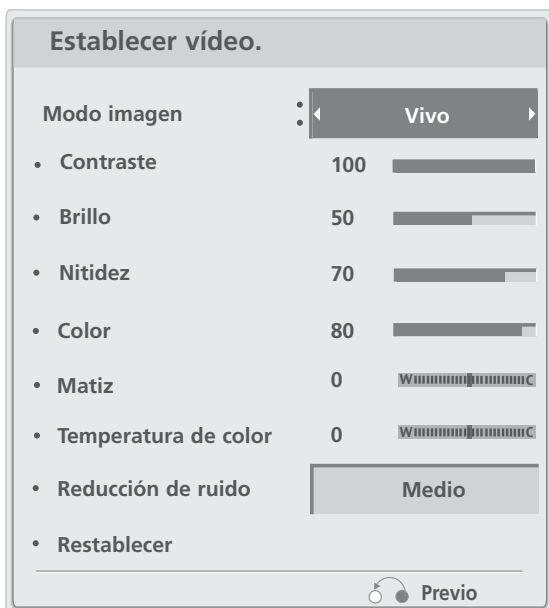 Establecer vídeo.
Modo imagen : Vivo
• Contraste 100
• Brillo 50
• Nitidez 70
• Color 80
• Matiz 0 W C
• Temperatura de color 0 W C
• Reducción de ruido Medio
• Restablecer
Previo